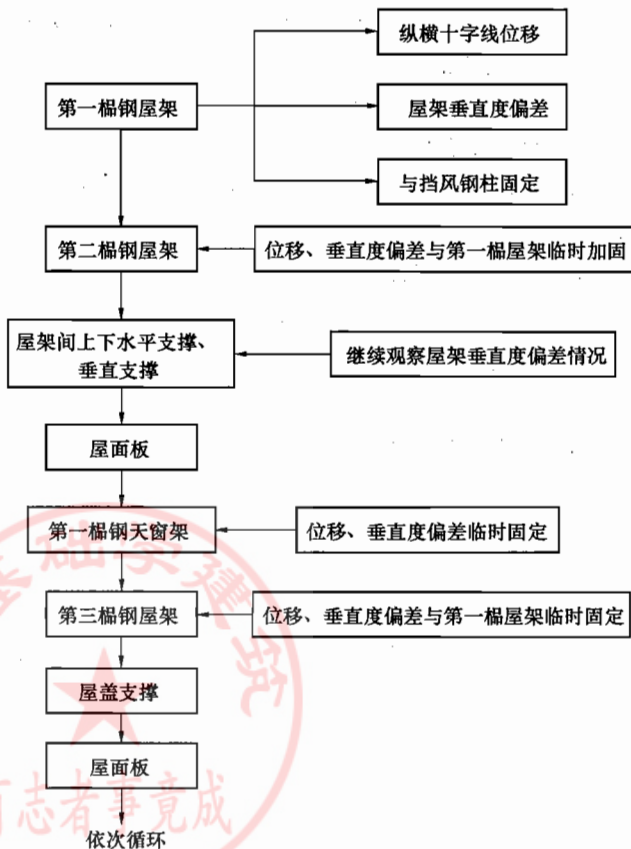 纵横十字线位移
第一榀钢屋架
屋架垂直度偏差
与挡风钢柱固定
第二榀钢屋架
位移、垂直度偏差与第一榀屋架临时加固
屋架间上下水平支撑、
垂直支撑
继续观察屋架垂直度偏差情况
屋面板
第一榀钢天窗架
位移、垂直度偏差临时固定
第三榀钢屋架
位移、垂直度偏差与第一榀屋架临时固定
屋盖支撑
屋面板
依次循环
基础学建筑
有志者事竟成